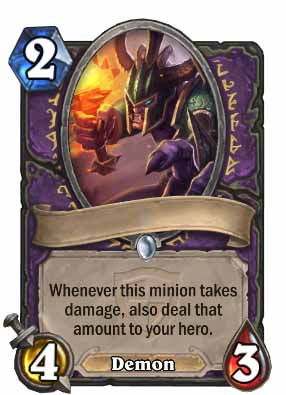 2
Whenever this minion takes
damage, also deal that
amount to your hero.
4
Demon
3